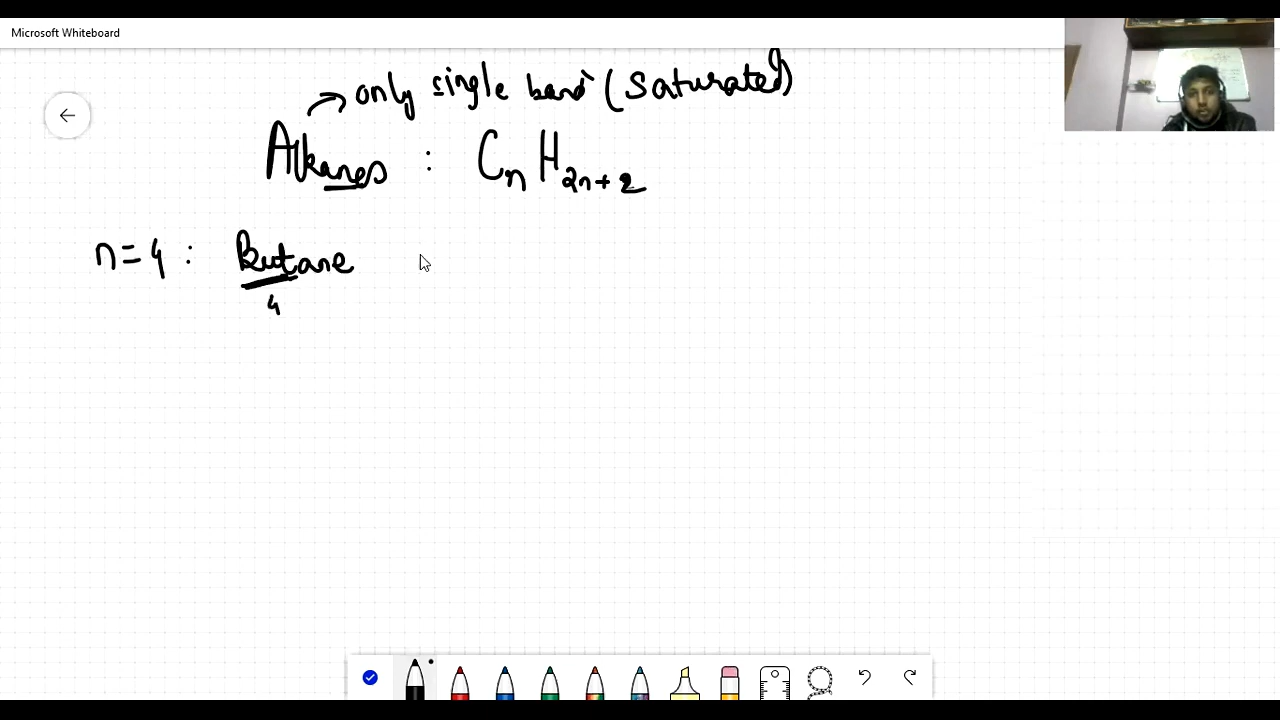 Microsoft Whiteboard
only single bond (saturated)
Alkanes : CnH2n+2
n=4 : Butane
4